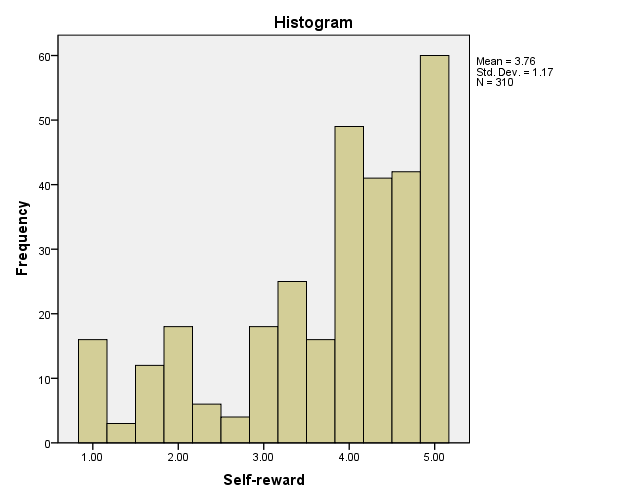 Histogram
60
50
40
30
20
10
0
Frequency
1.00 2.00 3.00 4.00 5.00
Self-reward
Mean = 3.76
Std. Dev. = 1.17
N = 310